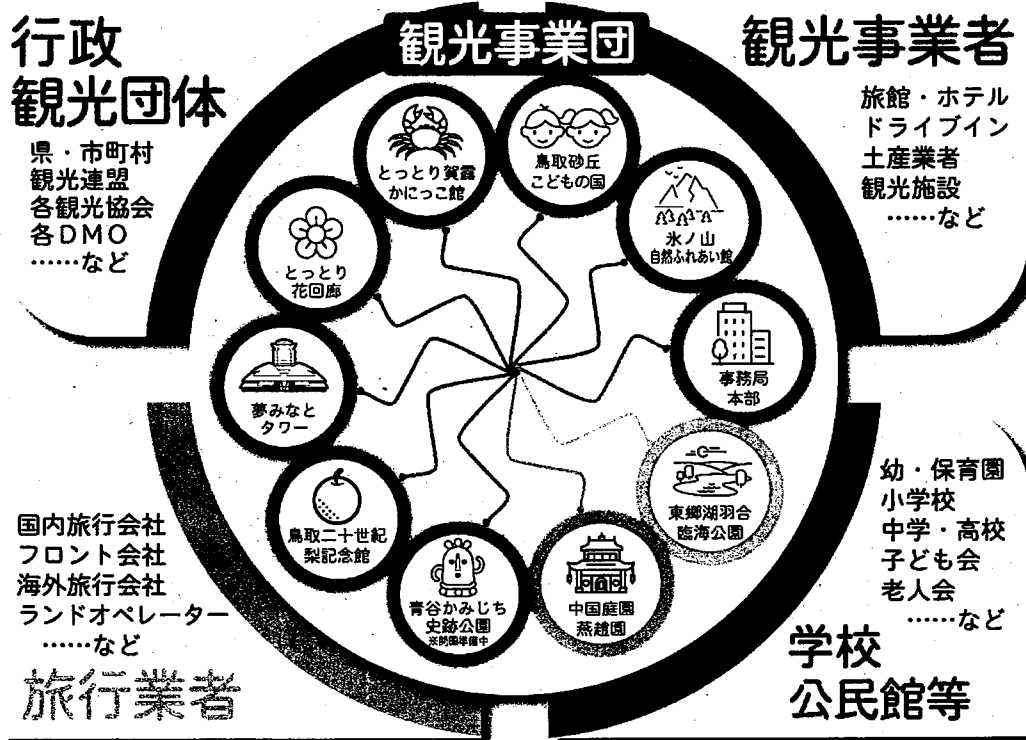 行政
観光団体
県・市町村
観光連盟
各観光協会
各DMO
……など
観光事業団
観光事業者
旅館・ホテル
ドライブイン
土産業者
観光施設
……など
とっとり賀露
かにっこ館
鳥取砂丘
こどもの国
氷ノ山
自然ふれあい館
事務局
本部
東郷湖羽合
臨海公園
中国庭園
燕趙園
青谷かみじち
史跡公園
※開園準備中
鳥取二十世紀
梨記念館
夢みなと
タワー
とっとり
花回廊
国内旅行会社
フロント会社
海外旅行会社
ランドオペレーター
……など
旅行業者
幼・保育園
小学校
中学・高校
子ども会
老人会
……など
学校
公民館等